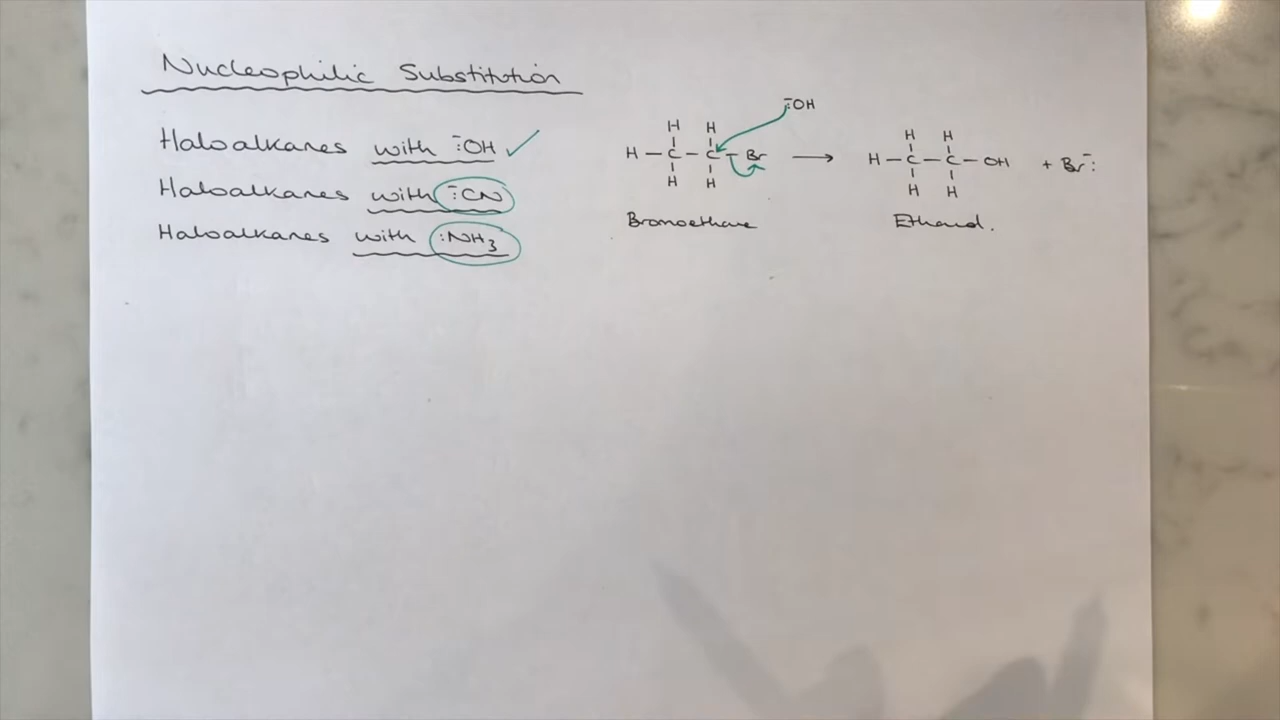 Nucleophilic Substitution
Haloalkanes with ⁻:OH ✓
Haloalkanes with ⁻:CN
Haloalkanes with :NH₃
⁻:OH
H H H H
H — C — C — Br → H — C — C — OH + Br⁻:
H H H H
Bromoethane Ethanol.